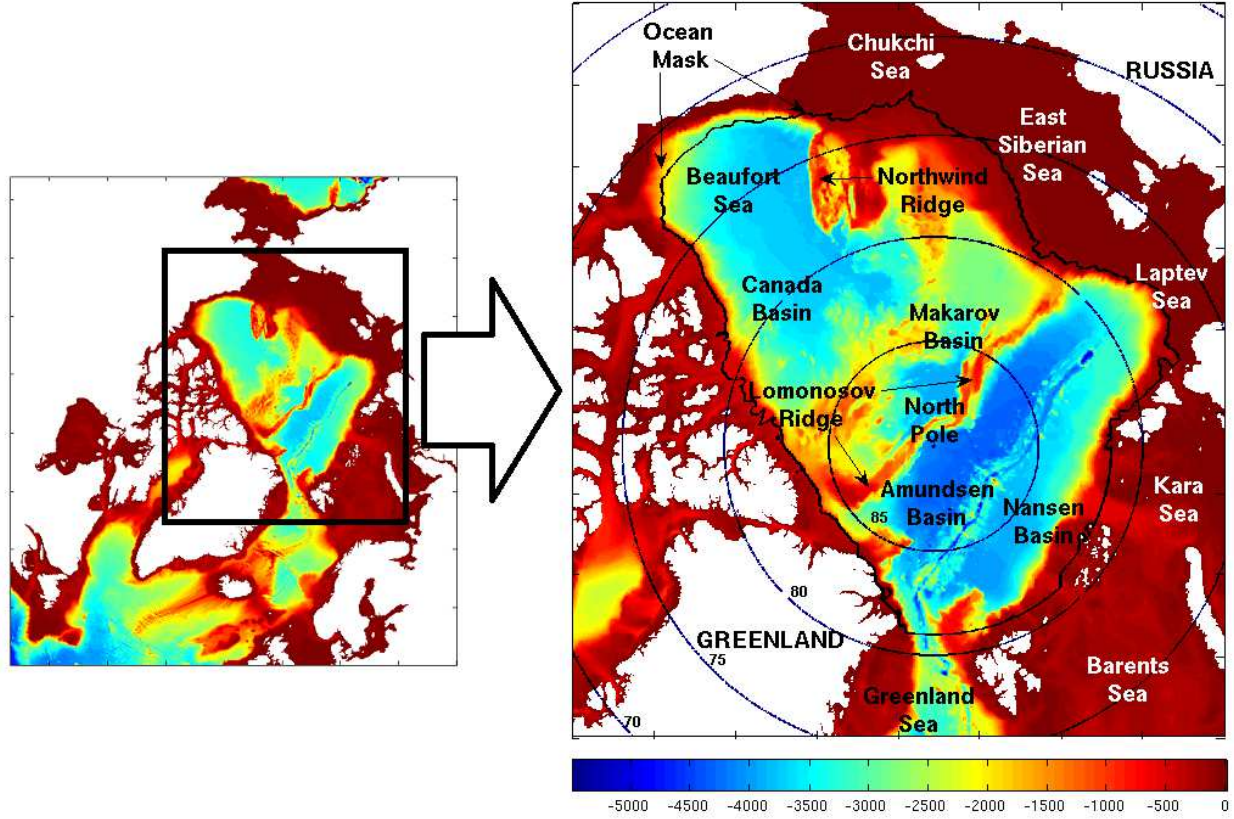 Ocean
Mask
Chukchi
Sea
RUSSIA
East
Siberian
Sea
Beaufort
Sea
Northwind
Ridge
Laptev
Sea
Canada
Basin
Makarov
Basin
Lomonosov
Ridge
North
Pole
Amundsen
Basin
85
Nansen
Basin
Kara
Sea
80
GREENLAND
75
Barents
Sea
Greenland
Sea
70
-5000 -4500 -4000 -3500 -3000 -2500 -2000 -1500 -1000 -500 0